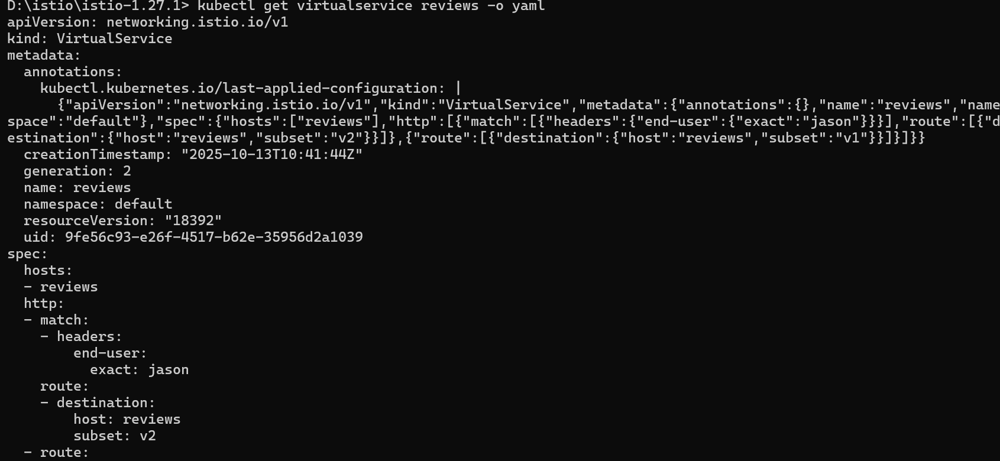 D:\istio\istio-1.27.1> kubectl get virtualservice reviews -o yaml
apiVersion: networking.istio.io/v1
kind: VirtualService
metadata:
  annotations:
    kubectl.kubernetes.io/last-applied-configuration: |
      {"apiVersion":"networking.istio.io/v1","kind":"VirtualService","metadata":{"annotations":{},"name":"reviews","name
space":"default"},"spec":{"hosts":["reviews"],"http":[{"match":[{"headers":{"end-user":{"exact":"jason"}}}],"route":[{"d
estination":{"host":"reviews","subset":"v2"}}]},{"route":[{"destination":{"host":"reviews","subset":"v1"}}]}]}}
  creationTimestamp: "2025-10-13T10:41:44Z"
  generation: 2
  name: reviews
  namespace: default
  resourceVersion: "18392"
  uid: 9fe56c93-e26f-4517-b62e-35956d2a1039
spec:
  hosts:
  - reviews
  http:
  - match:
    - headers:
        end-user:
          exact: jason
    route:
    - destination:
        host: reviews
        subset: v2
  - route: